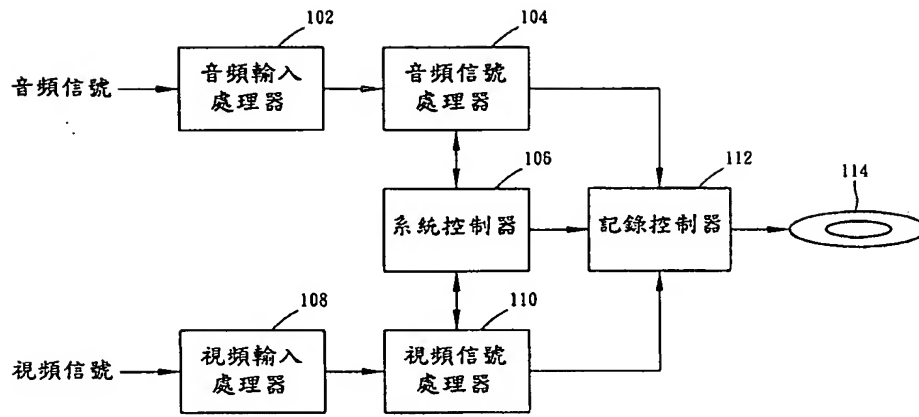 102
104
音頻信號
音頻輸入
處理器
音頻信號
處理器
106
112
114
系統控制器
記錄控制器
108
110
視頻信號
視頻輸入
處理器
視頻信號
處理器